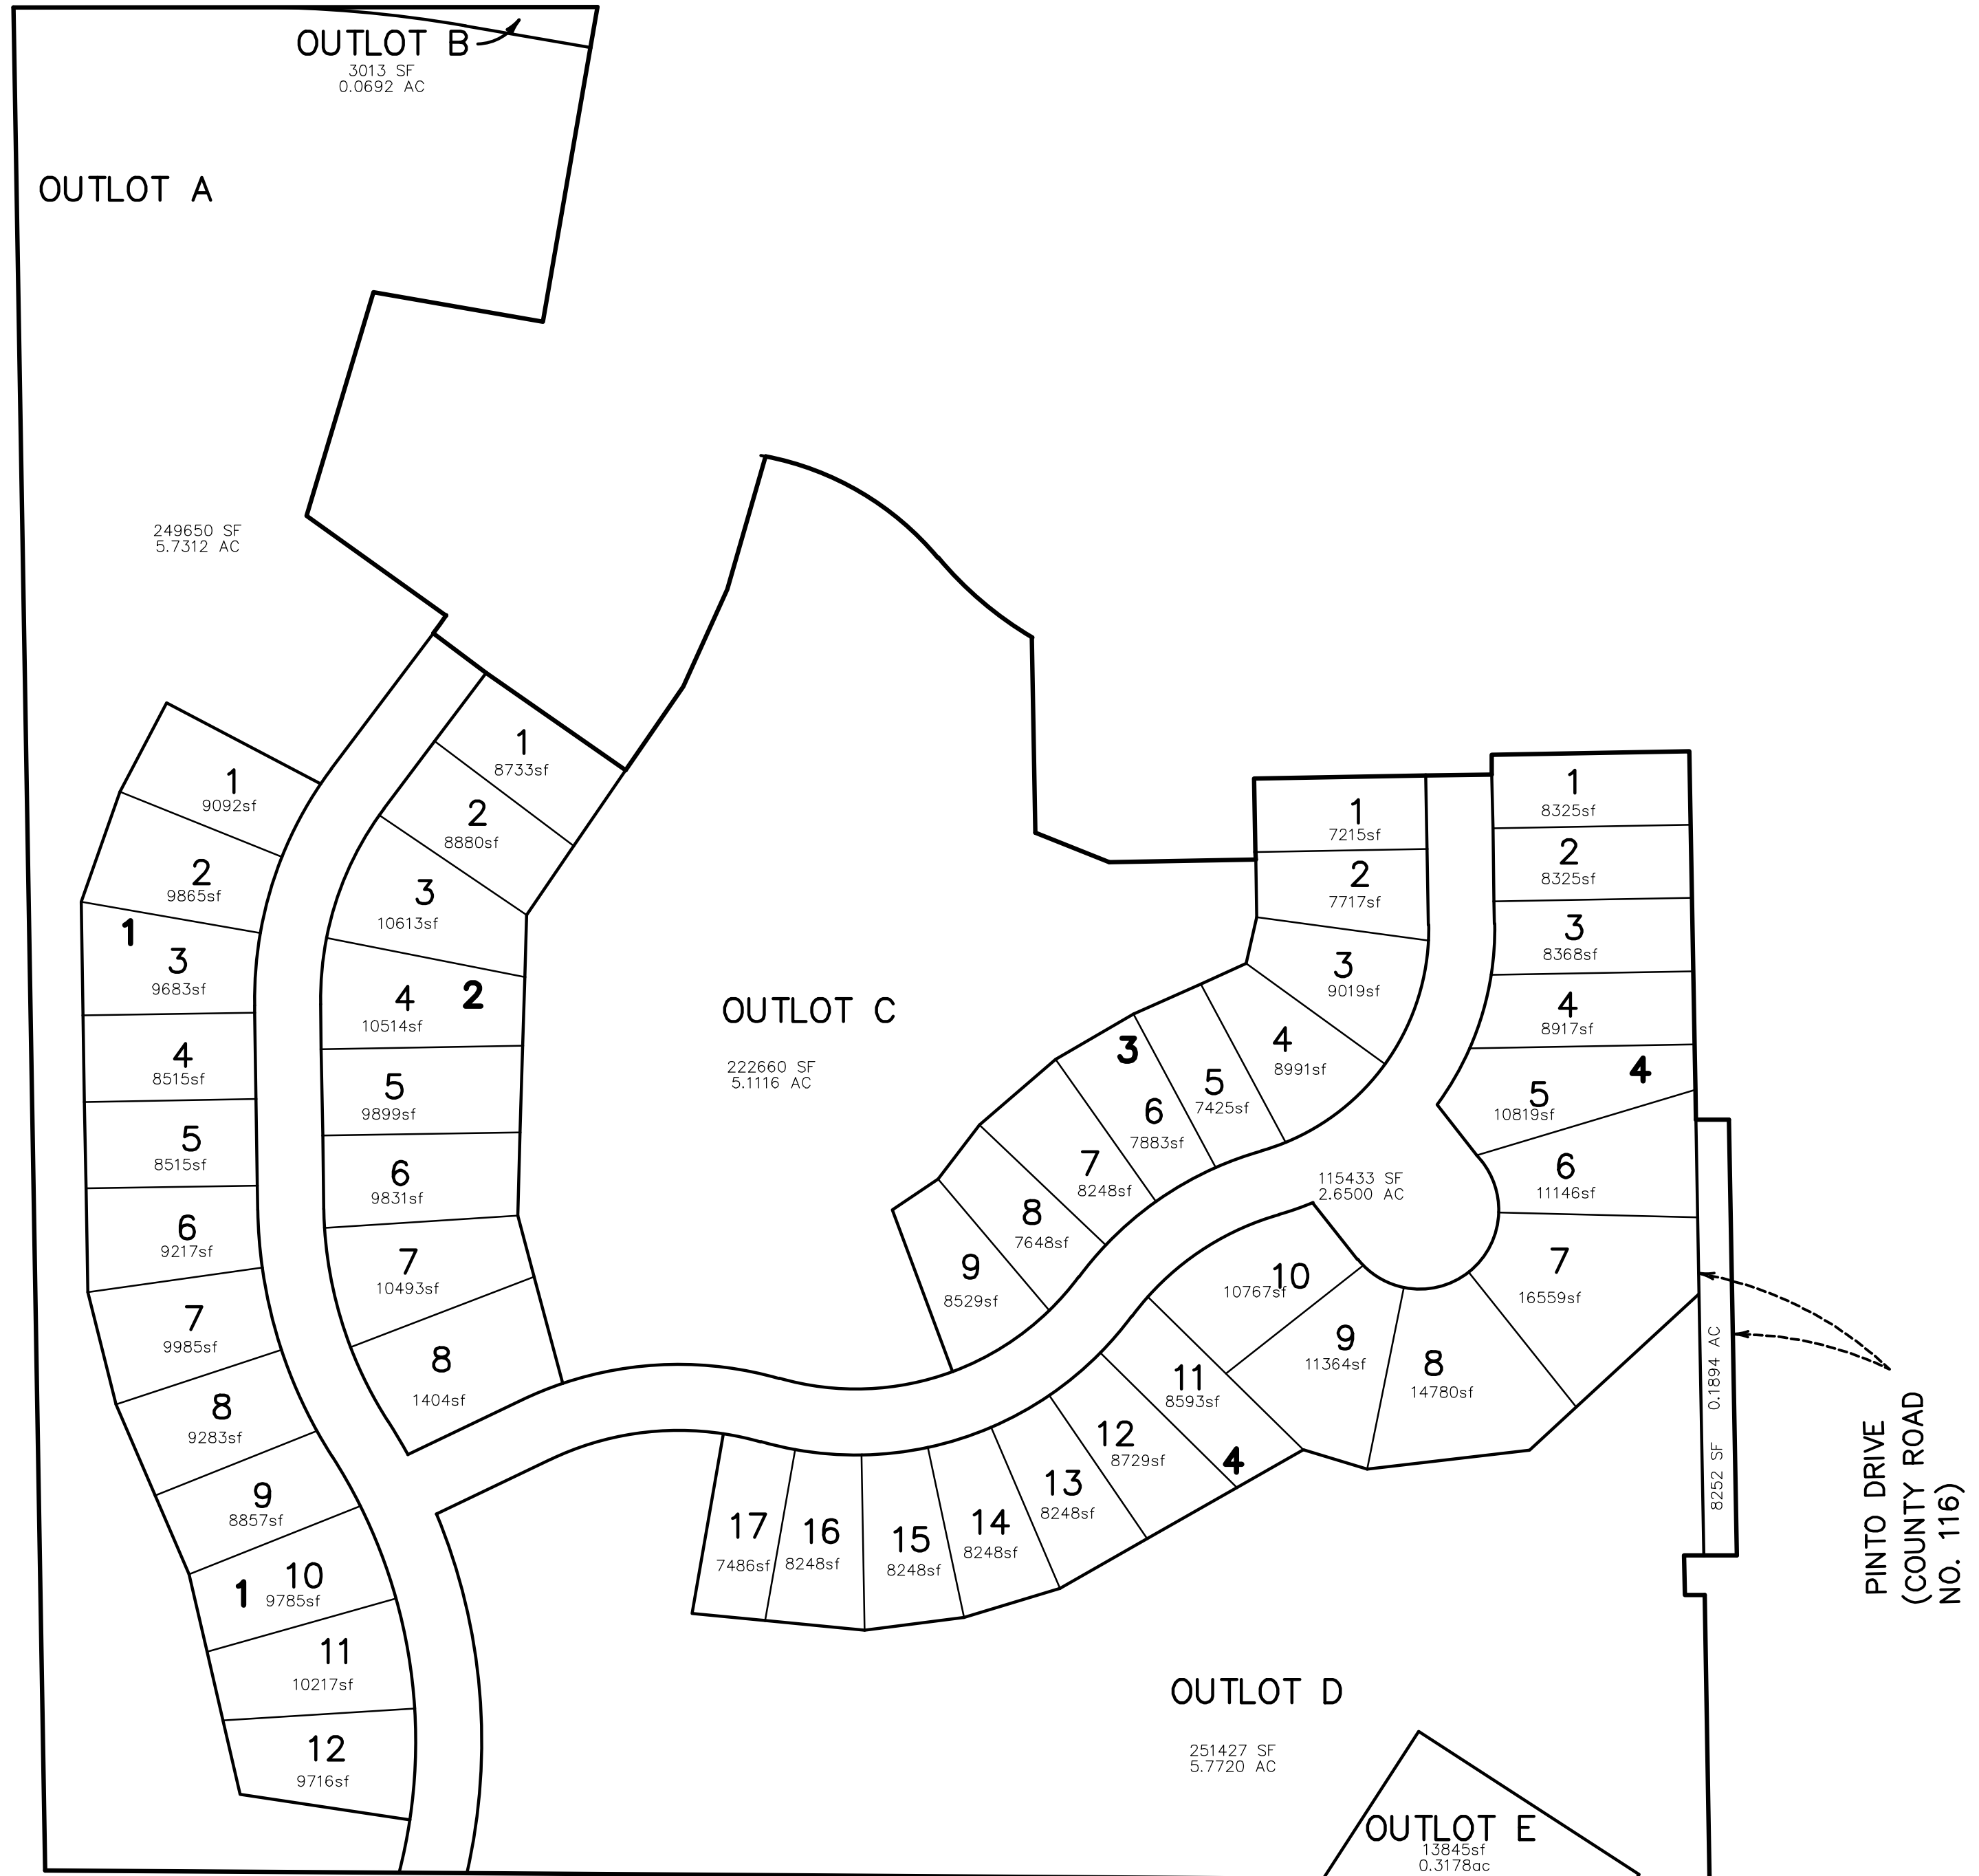 OUTLOT B
3013 SF
0.0692 AC
OUTLOT A
249650 SF
5.7312 AC
1
9092sf
2
9865sf
1
3
9683sf
4
8515sf
5
8515sf
6
9217sf
7
9985sf
8
9283sf
9
8857sf
1
10
9785sf
11
10217sf
12
9716sf
1
8733sf
2
8880sf
3
10613sf
2
4
10514sf
5
9899sf
6
9831sf
7
10493sf
8
1404sf
OUTLOT C
222660 SF
5.1116 AC
1
7215sf
2
7717sf
3
9019sf
4
8991sf
3
5
7425sf
6
7883sf
7
8248sf
8
7648sf
9
8529sf
115433 SF
2.6500 AC
1
8325sf
2
8325sf
3
8368sf
4
8917sf
4
5
10819sf
6
11146sf
7
16559sf
8
14780sf
9
11364sf
10
10767sf
11
8593sf
4
12
8729sf
13
8248sf
14
8248sf
15
8248sf
16
8248sf
17
7486sf
8252 SF 0.1894 AC
PINTO DRIVE
(COUNTY ROAD
NO. 116)
OUTLOT D
251427 SF
5.7720 AC
OUTLOT E
13845sf
0.3178ac